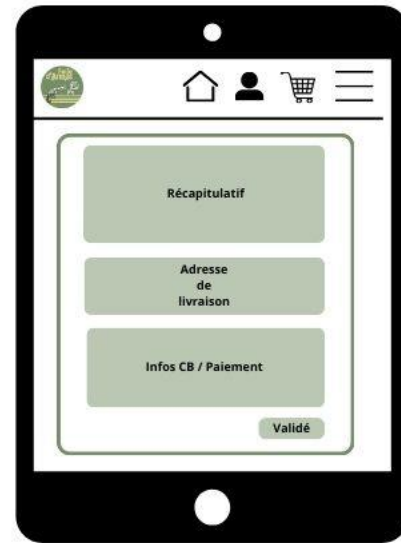 Récapitulatif
Adresse
de
livraison
Infos CB / Paiement
Validé